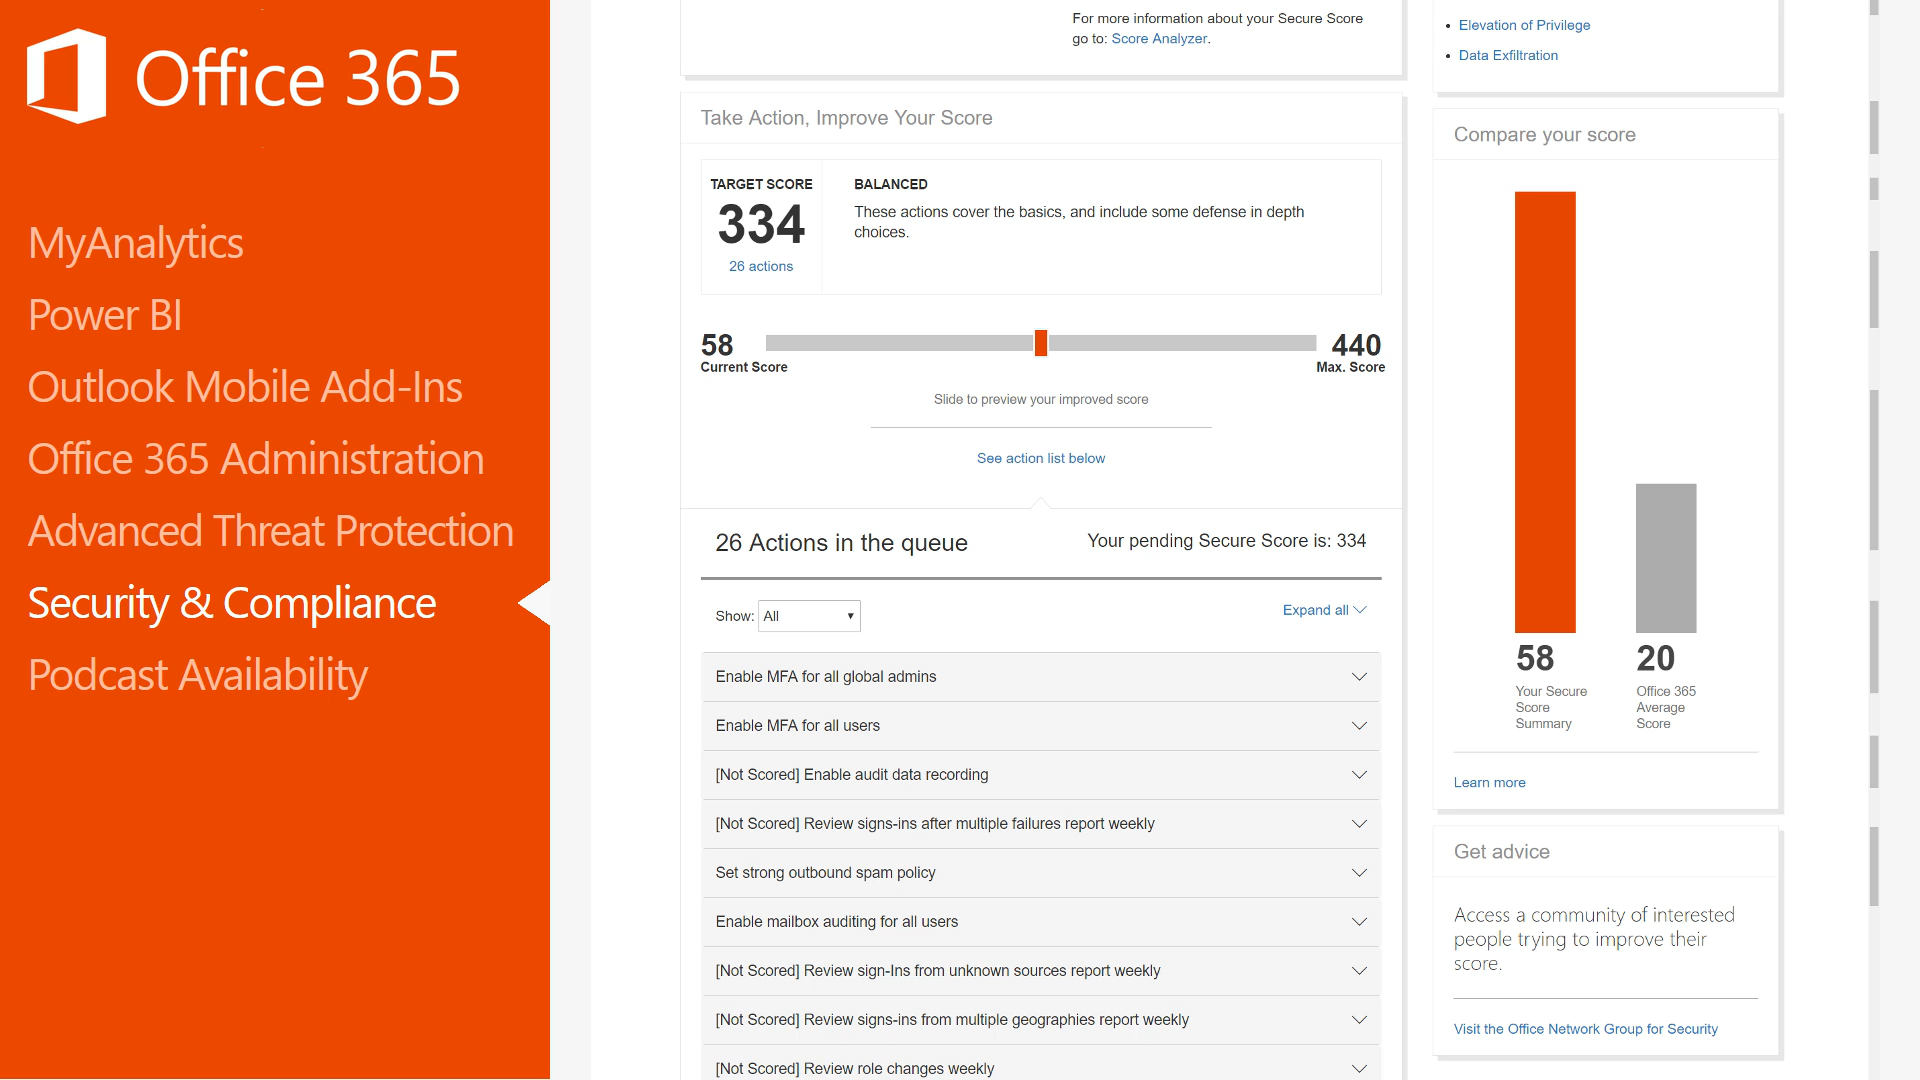 Office 365
MyAnalytics
Power BI
Outlook Mobile Add-Ins
Office 365 Administration
Advanced Threat Protection
Security & Compliance
Podcast Availability
For more information about your Secure Score
go to: Score Analyzer.
Take Action, Improve Your Score
TARGET SCORE
334
26 actions
BALANCED
These actions cover the basics, and include some defense in depth
choices.
58
Current Score
440
Max. Score
Slide to preview your improved score
See action list below
26 Actions in the queue
Your pending Secure Score is: 334
Show: All
Expand all
Enable MFA for all global admins
Enable MFA for all users
[Not Scored] Enable audit data recording
[Not Scored] Review signs-ins after multiple failures report weekly
Set strong outbound spam policy
Enable mailbox auditing for all users
[Not Scored] Review sign-Ins from unknown sources report weekly
[Not Scored] Review signs-ins from multiple geographies report weekly
[Not Scored] Review role changes weekly
Elevation of Privilege
Data Exfiltration
Compare your score
58
Your Secure
Score
Summary
20
Office 365
Average
Score
Learn more
Get advice
Access a community of interested
people trying to improve their
score.
Visit the Office Network Group for Security